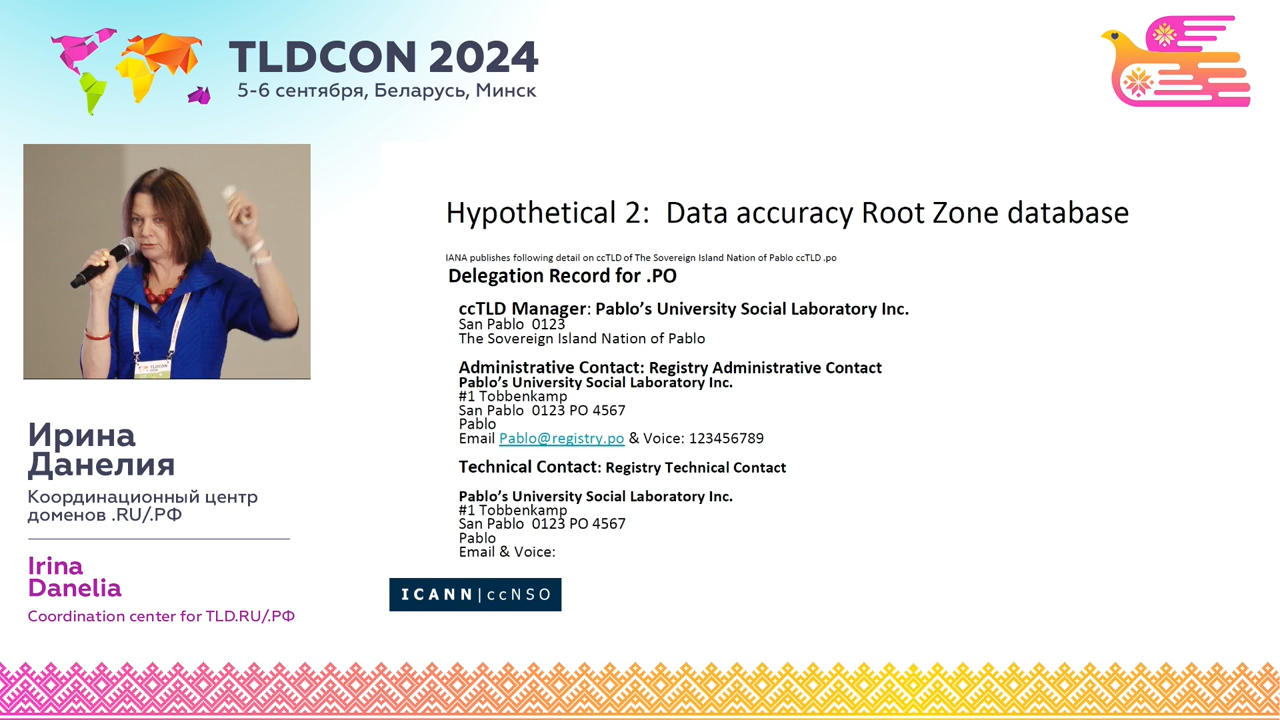 TLDCON 2024
5-6 сентября, Беларусь, Минск
Hypothetical 2: Data accuracy Root Zone database
IANA publishes following detail on ccTLD of The Sovereign Island Nation of Pablo ccTLD .po
Delegation Record for .PO
ccTLD Manager: Pablo's University Social Laboratory Inc.
San Pablo 0123
The Sovereign Island Nation of Pablo
Administrative Contact: Registry Administrative Contact
Pablo's University Social Laboratory Inc.
#1 Tobbenkamp
San Pablo 0123 PO 4567
Pablo
Email Pablo@registry.po & Voice: 123456789
Technical Contact: Registry Technical Contact
Pablo's University Social Laboratory Inc.
#1 Tobbenkamp
San Pablo 0123 PO 4567
Pablo
Email & Voice:
ICANN|ccNSO
TLDCON
Ирина
Данелия
Координационный центр
доменов .RU/.РФ
Irina
Danelia
Coordination center for TLD.RU/.РФ